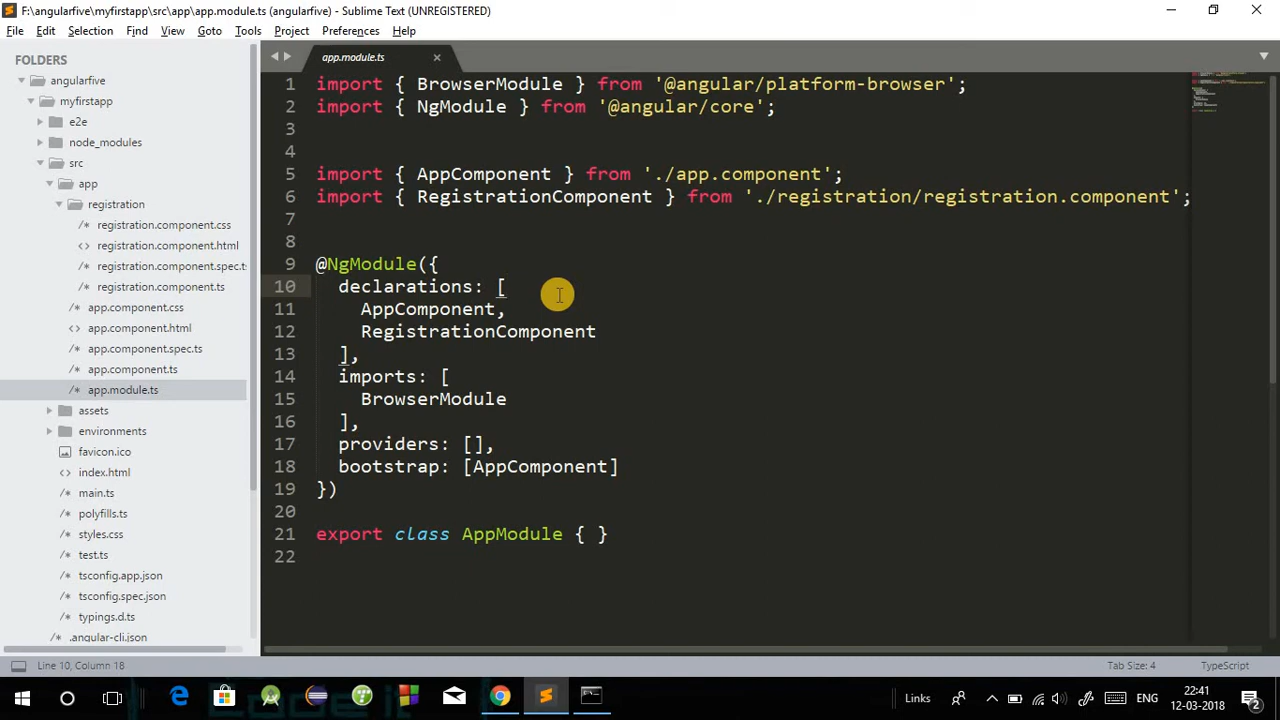 F:\angularfive\myfirstapp\src\app\app.module.ts (angularfive) - Sublime Text (UNREGISTERED)
File Edit Selection Find View Goto Tools Project Preferences Help
FOLDERS
angularfive
myfirstapp
e2e
node_modules
src
app
registration
/* registration.component.css
<> registration.component.html
/* registration.component.spec.t
/* registration.component.ts
/* app.component.css
<> app.component.html
/* app.component.spec.ts
/* app.component.ts
/* app.module.ts
assets
environments
favicon.ico
<> index.html
/* main.ts
/* polyfills.ts
/* styles.css
/* test.ts
/* tsconfig.app.json
/* tsconfig.spec.json
/* typings.d.ts
/* .angular-cli.json
app.module.ts ×
1 import { BrowserModule } from '@angular/platform-browser';
2 import { NgModule } from '@angular/core';
3
4
5 import { AppComponent } from './app.component';
6 import { RegistrationComponent } from './registration/registration.component';
7
8
9 @NgModule({
10 declarations: [
11 AppComponent,
12 RegistrationComponent
13 ],
14 imports: [
15 BrowserModule
16 ],
17 providers: [],
18 bootstrap: [AppComponent]
19 })
20
21 export class AppModule { }
22
Line 10, Column 18 Tab Size: 4 TypeScript
Links ENG 22:41
12-03-2018 2